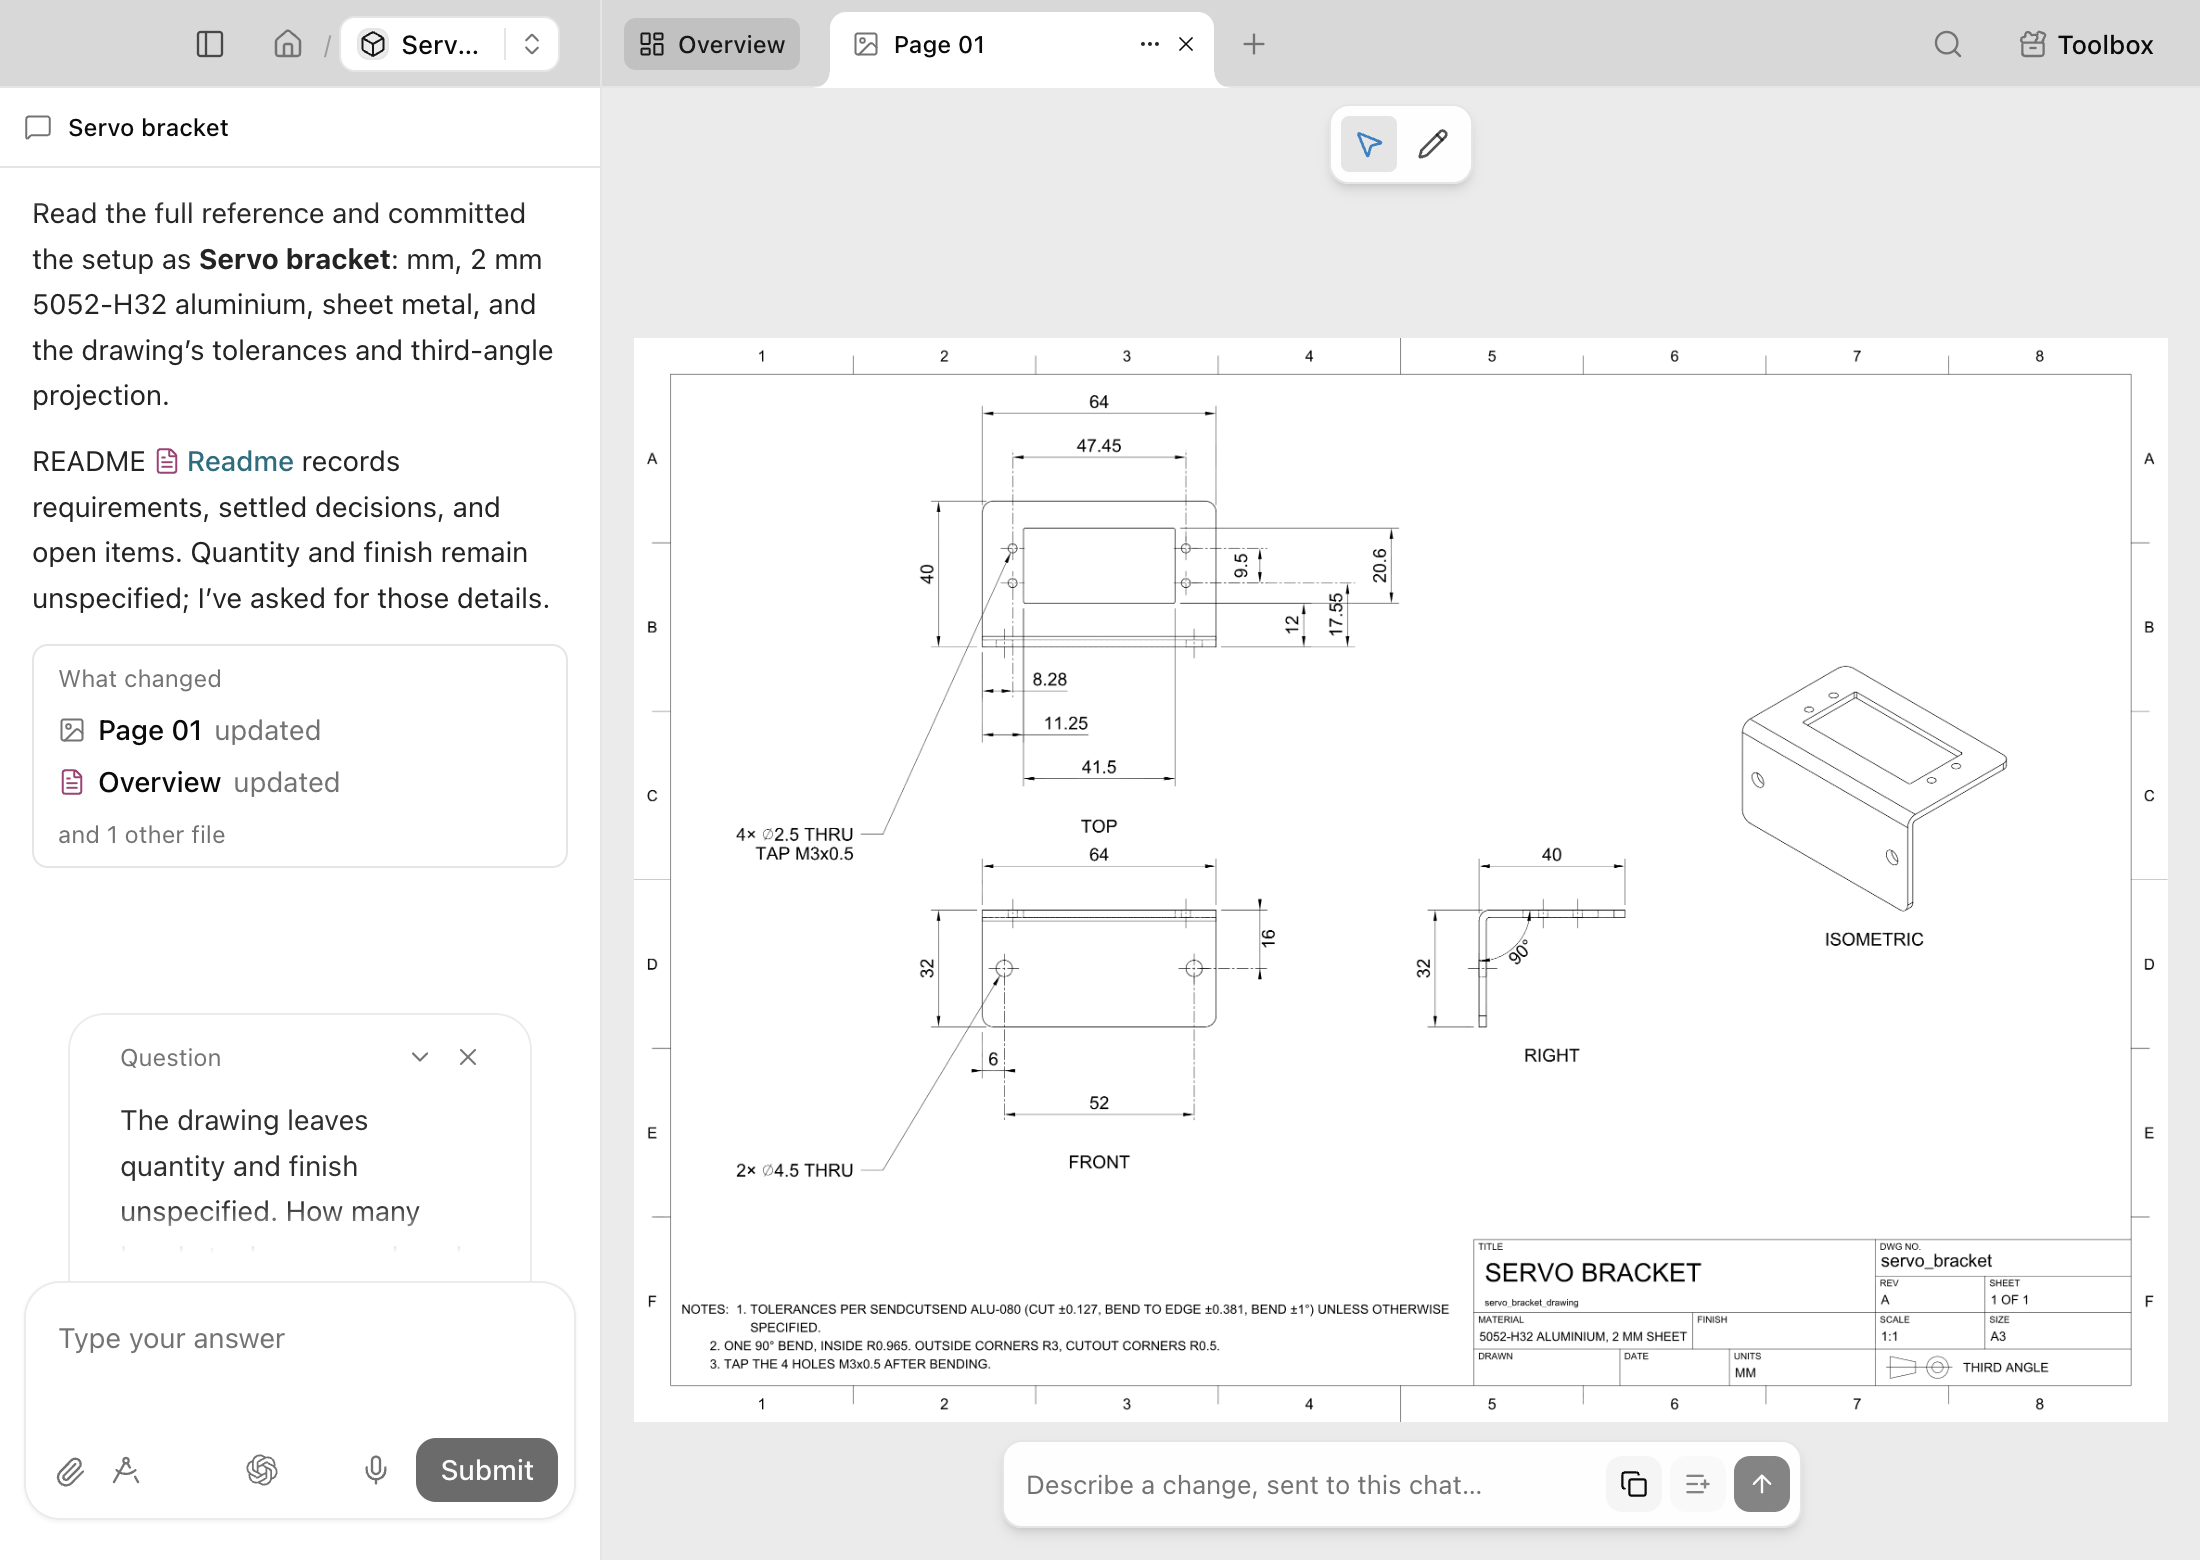 Serv...
Overview
Page 01
Toolbox
Servo bracket
Read the full reference and committed
the setup as Servo bracket: mm, 2 mm
5052-H32 aluminium, sheet metal, and
the drawing’s tolerances and third-angle
projection.
README Readme records
requirements, settled decisions, and
open items. Quantity and finish remain
unspecified; I’ve asked for those details.
What changed
Page 01 updated
Overview updated
and 1 other file
Question
The drawing leaves
quantity and finish
unspecified. How many
Type your answer
Submit
1 2 3 4 5 6 7 8
A A
B B
C C
D D
E E
F F
64
47.45
40
9.5
20.6
12
17.55
8.28
11.25
41.5
4× ∅2.5 THRU
TAP M3x0.5
TOP
64
32
16
6
52
2× ∅4.5 THRU
FRONT
40
32
90°
RIGHT
ISOMETRIC
NOTES: 1. TOLERANCES PER SENDCUTSEND ALU-080 (CUT ±0.127, BEND TO EDGE ±0.381, BEND ±1°) UNLESS OTHERWISE
SPECIFIED.
2. ONE 90° BEND, INSIDE R0.965. OUTSIDE CORNERS R3, CUTOUT CORNERS R0.5.
3. TAP THE 4 HOLES M3x0.5 AFTER BENDING.
TITLE
SERVO BRACKET
servo_bracket_drawing
DWG NO.
servo_bracket
REV
A
SHEET
1 OF 1
MATERIAL
5052-H32 ALUMINIUM, 2 MM SHEET
FINISH
SCALE
1:1
SIZE
A3
DRAWN
DATE
UNITS
MM
THIRD ANGLE
1 2 3 4 5 6 7 8
Describe a change, sent to this chat...